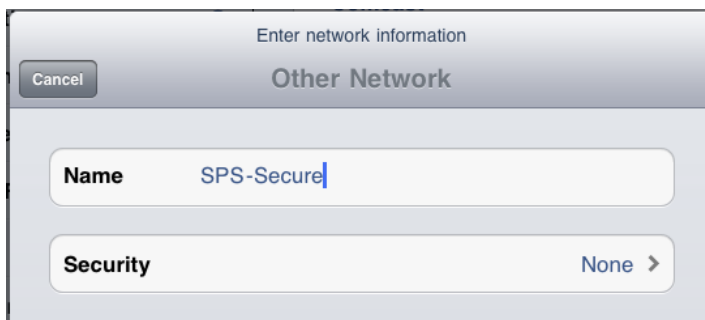 Enter network information
Cancel Other Network
Name SPS-Secure
Security None >